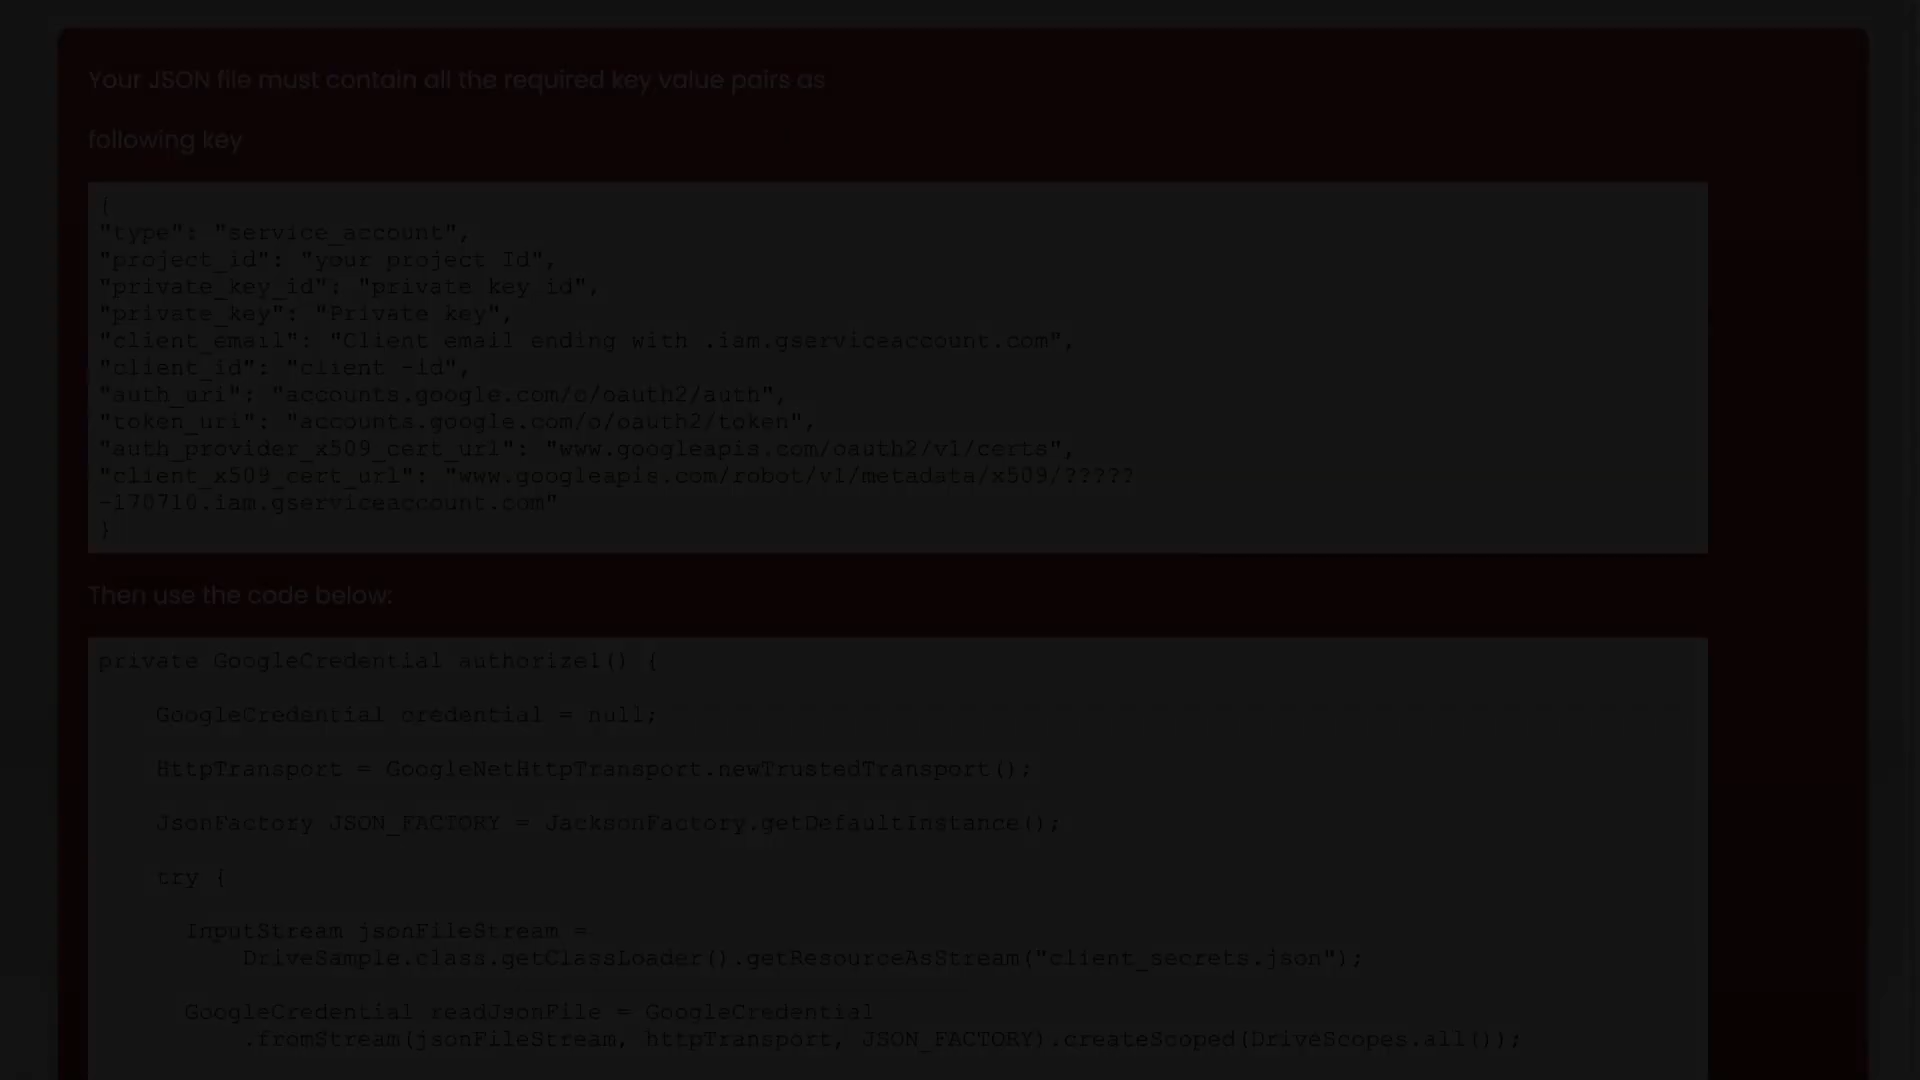 Your JSON file must contain all the required key value pairs as
following key
{
"type": "service_account",
"project_id": "your project Id",
"private_key_id": "private key id",
"private_key": "Private key",
"client_email": "Client email ending with .iam.gserviceaccount.com",
"client_id": "client -id",
"auth_uri": "accounts.google.com/o/oauth2/auth",
"token_uri": "accounts.google.com/o/oauth2/token",
"auth_provider_x509_cert_url": "www.googleapis.com/oauth2/v1/certs",
"client_x509_cert_url": "www.googleapis.com/robot/v1/metadata/x509/?????
-170710.iam.gserviceaccount.com"
}
Then use the code below:
private GoogleCredential authorize1() {
GoogleCredential credential = null;
HttpTransport = GoogleNetHttpTransport.newTrustedTransport();
JsonFactory JSON_FACTORY = JacksonFactory.getDefaultInstance();
try {
InputStream jsonFileStream =
DriveSample.class.getClassLoader().getResourceAsStream("client_secrets.json");
GoogleCredential readJsonFile = GoogleCredential
.fromStream(jsonFileStream, httpTransport, JSON_FACTORY).createScoped(DriveScopes.all());